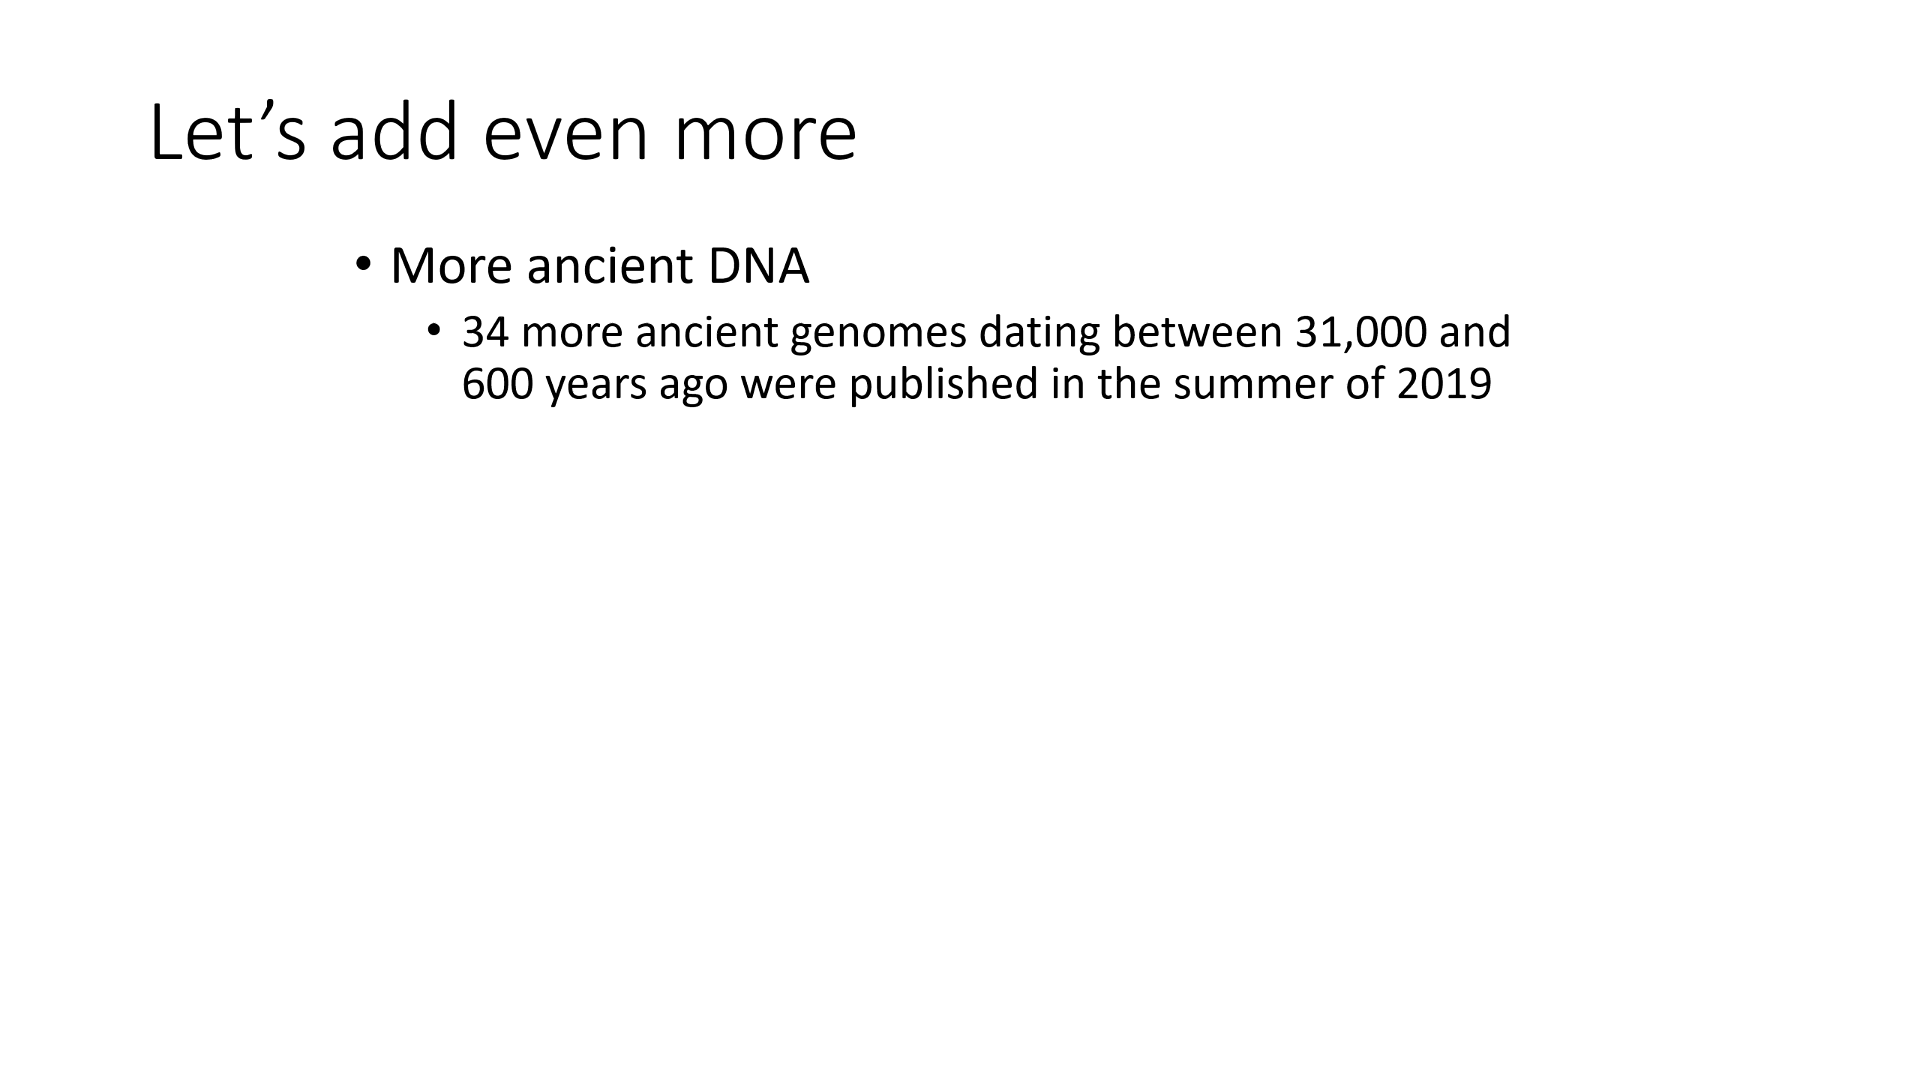 Let’s add even more
• More ancient DNA
• 34 more ancient genomes dating between 31,000 and
600 years ago were published in the summer of 2019